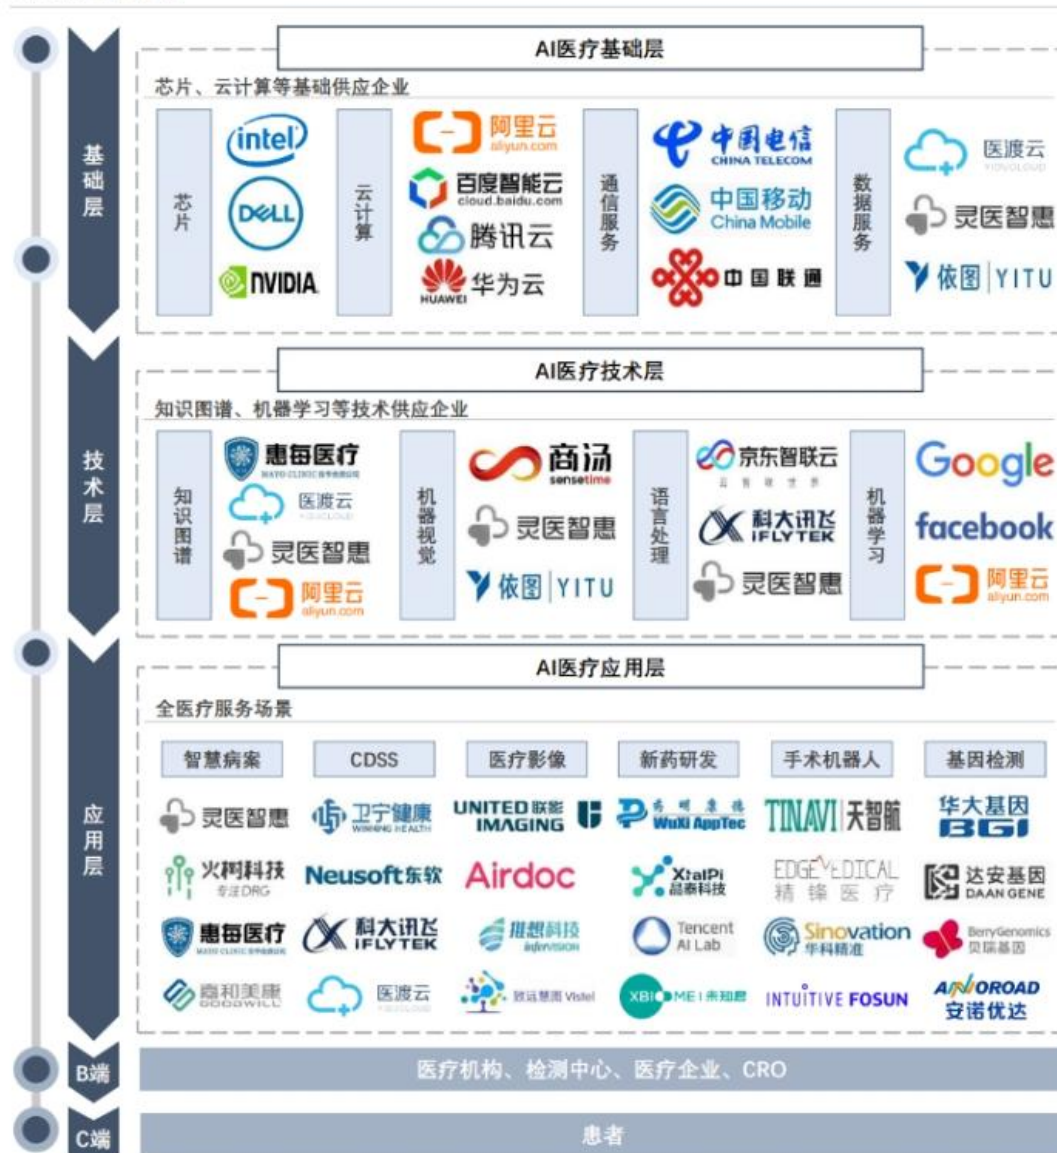 AI医疗基础层
芯片、云计算等基础供应企业
基础层
芯片
intel
DELL
NVIDIA
云计算
阿里云
aliyun.com
百度智能云
cloud.baidu.com
腾讯云
HUAWEI 华为云
通信服务
中国电信
CHINA TELECOM
中国移动
China Mobile
中国联通
数据服务
医渡云
YIDUCLOUD
灵医智惠
依图 YITU
AI医疗技术层
知识图谱、机器学习等技术供应企业
技术层
知识图谱
惠每医疗
医渡云
灵医智惠
阿里云
aliyun.com
机器视觉
商汤
sensetime
灵医智惠
依图 YITU
语言处理
京东智联云
科大讯飞
iFLYTEK
灵医智惠
机器学习
Google
facebook
阿里云
aliyun.com
AI医疗应用层
全医疗服务场景
应用层
智慧病案 CDSS 医疗影像 新药研发 手术机器人 基因检测
灵医智惠
卫宁健康
WINNING HEALTH
UNITED 联影
IMAGING
药明康德
WuXi AppTec
TINAVI 天智航
华大基因
BGI
火树科技
专注DRG
Neusoft东软
Airdoc
XtalPi
晶泰科技
EDGE MEDICAL
精锋医疗
达安基因
DAAN GENE
惠每医疗
科大讯飞
iFLYTEK
推想科技
inferVISION
Tencent
AI Lab
Sinovation
华科精准
BerryGenomics
贝瑞基因
嘉和美康
GOODWILL
医渡云
致远慧图 Vistel
XBIOMEI未知君
INTUITIVE FOSUN
ANNOROAD
安诺优达
B端
医疗机构、检测中心、医疗企业、CRO
C端
患者